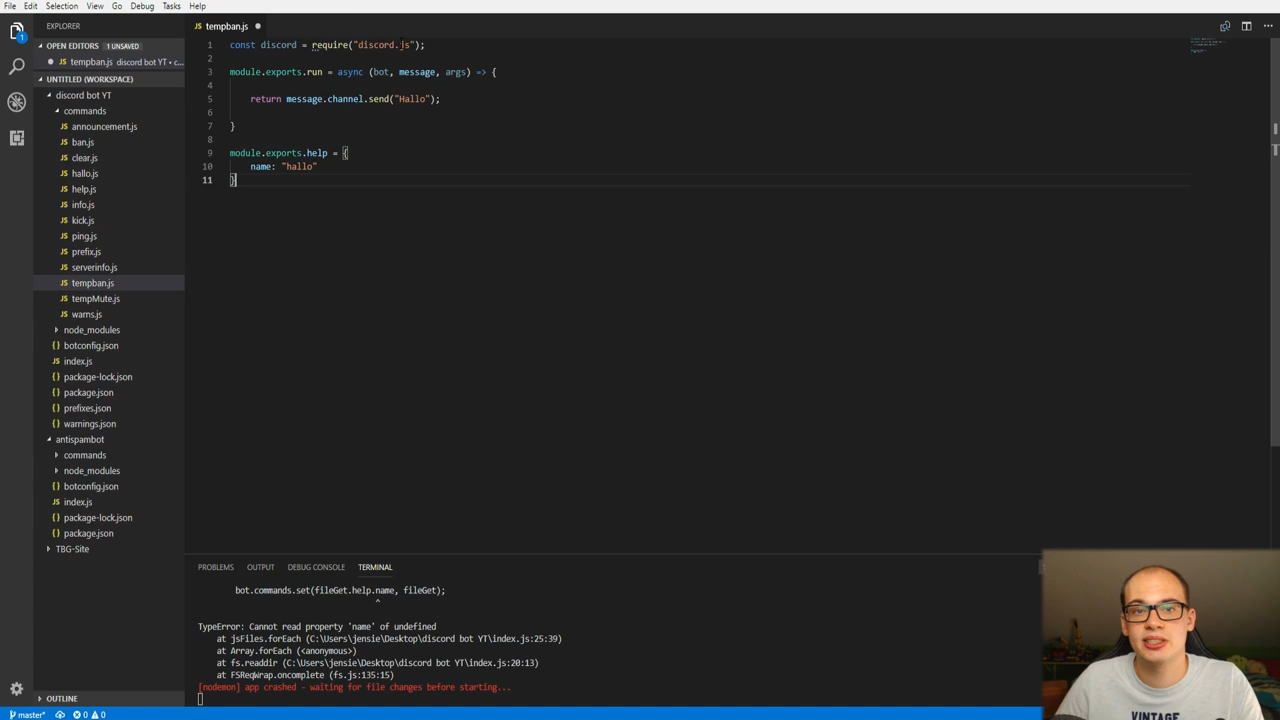 File Edit Selection View Go Debug Tasks Help
EXPLORER
OPEN EDITORS 1 UNSAVED
JS tempban.js discord bot YT • c...
UNTITLED (WORKSPACE)
discord bot YT
commands
JS announcement.js
JS ban.js
JS clear.js
JS hallo.js
JS help.js
JS info.js
JS kick.js
JS ping.js
JS prefix.js
JS serverinfo.js
JS tempban.js
JS tempMute.js
JS warns.js
node_modules
{} botconfig.json
JS index.js
{} package-lock.json
{} package.json
{} prefixes.json
{} warnings.json
antispambot
commands
node_modules
{} botconfig.json
JS index.js
{} package-lock.json
{} package.json
TBG-Site
OUTLINE
1
JS tempban.js
1 const discord = require("discord.js");
2
3 module.exports.run = async (bot, message, args) => {
4
5 return message.channel.send("Hallo");
6
7 }
8
9 module.exports.help = {
10 name: "hallo"
11 }
PROBLEMS OUTPUT DEBUG CONSOLE TERMINAL
bot.commands.set(fileGet.help.name, fileGet);
^
TypeError: Cannot read property 'name' of undefined
at jsFiles.forEach (C:\Users\jensie\Desktop\discord bot YT\index.js:25:39)
at Array.forEach (<anonymous>)
at fs.readdir (C:\Users\jensie\Desktop\discord bot YT\index.js:20:13)
at FSReqWrap.oncomplete (fs.js:135:15)
[nodemon] app crashed - waiting for file changes before starting...
VINTAGE
master* 0 0